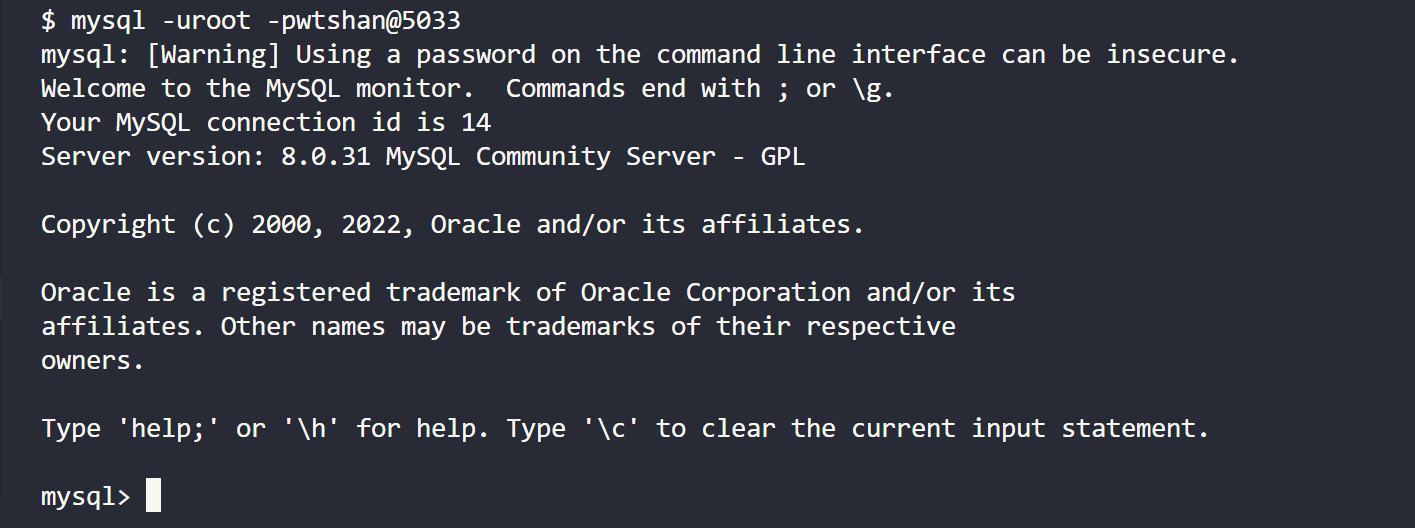 $ mysql -uroot -pwtshan@5033
mysql: [Warning] Using a password on the command line interface can be insecure.
Welcome to the MySQL monitor.  Commands end with ; or \g.
Your MySQL connection id is 14
Server version: 8.0.31 MySQL Community Server - GPL
Copyright (c) 2000, 2022, Oracle and/or its affiliates.
Oracle is a registered trademark of Oracle Corporation and/or its
affiliates. Other names may be trademarks of their respective
owners.
Type 'help;' or '\h' for help. Type '\c' to clear the current input statement.
mysql>